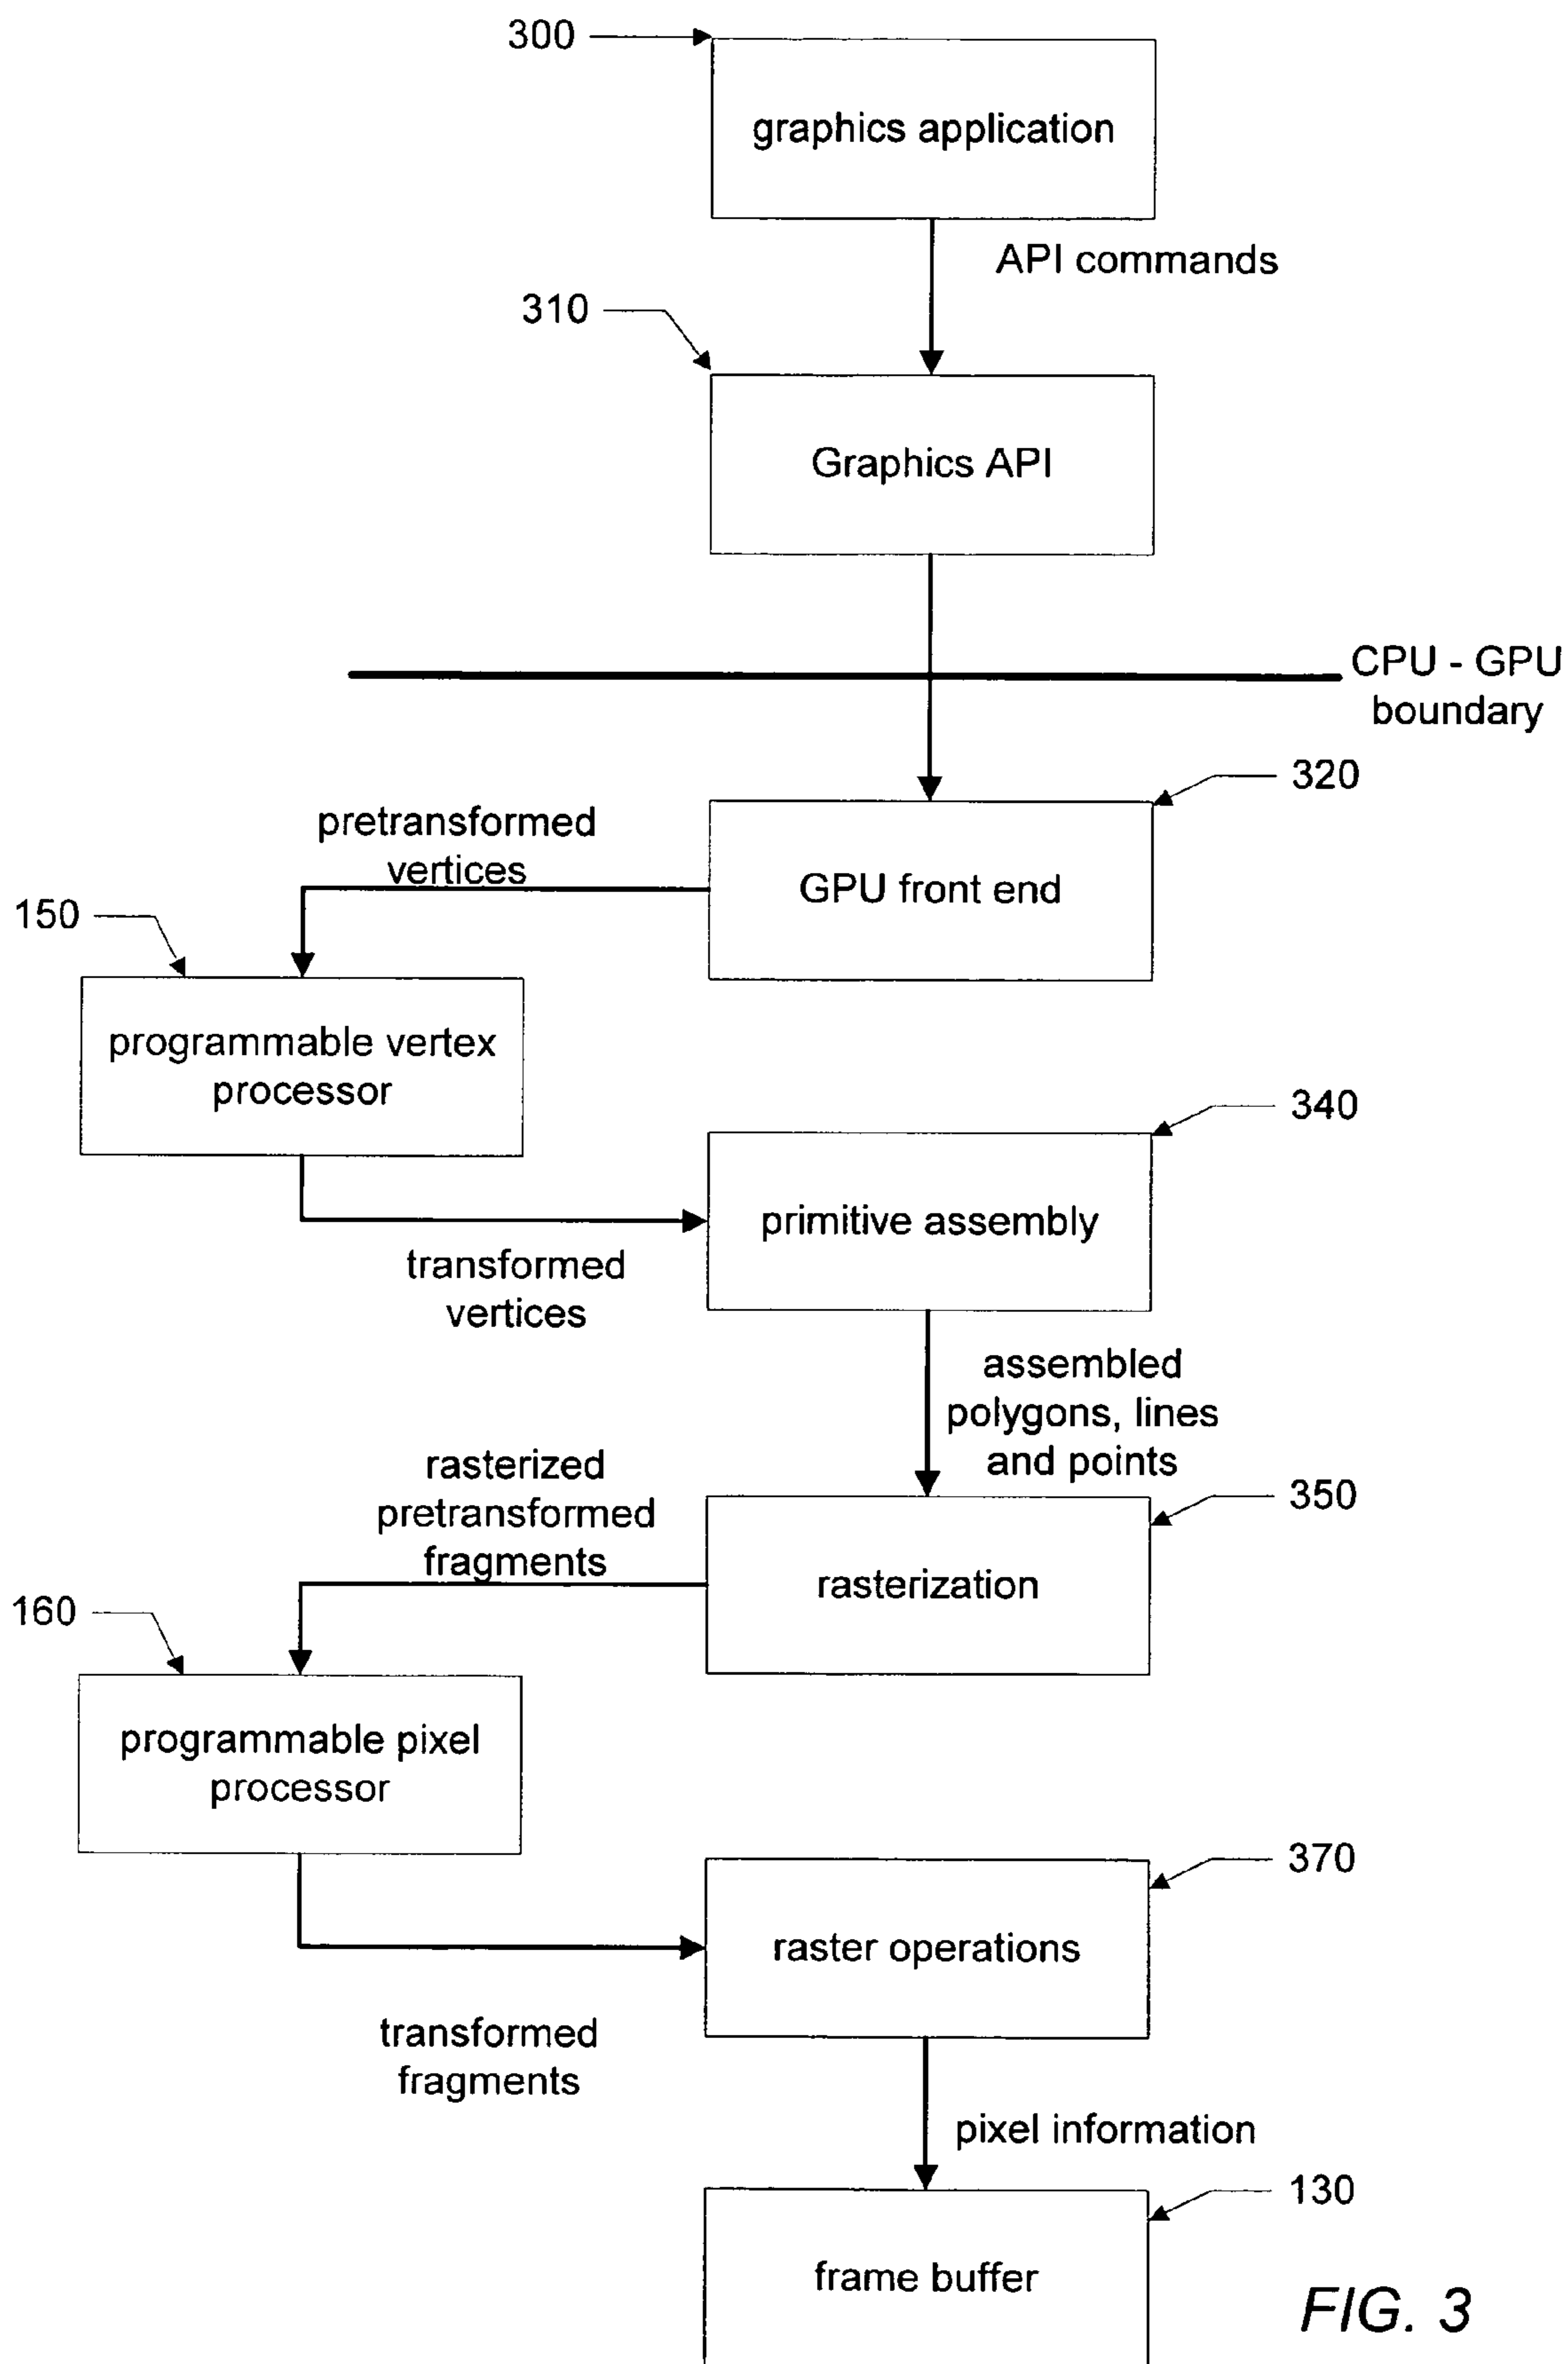 300
graphics application
API commands
310
Graphics API
CPU - GPU
boundary
320
pretransformed
vertices
GPU front end
150
programmable vertex
processor
340
primitive assembly
transformed
vertices
assembled
polygons, lines
and points
rasterized
pretransformed
fragments
350
rasterization
160
programmable pixel
processor
370
raster operations
transformed
fragments
pixel information
130
frame buffer
FIG. 3